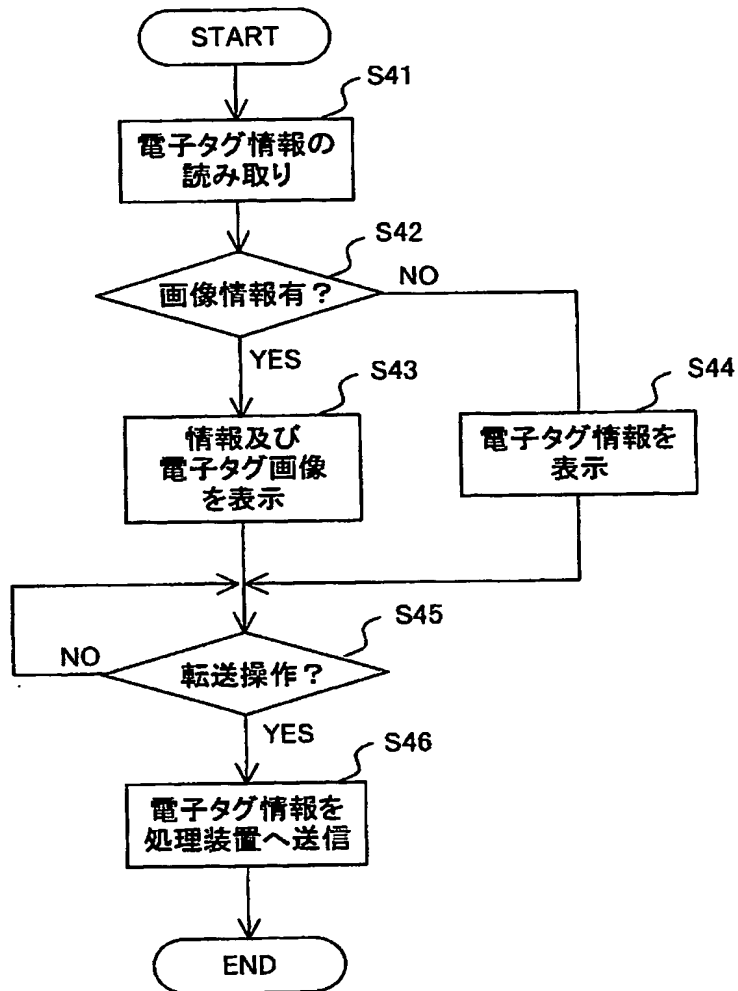 START
S41
電子タグ情報の
読み取り
S42
画像情報有?
NO
YES
S43
情報及び
電子タグ画像
を表示
S44
電子タグ情報を
表示
S45
転送操作?
NO
YES
S46
電子タグ情報を
処理装置へ送信
END